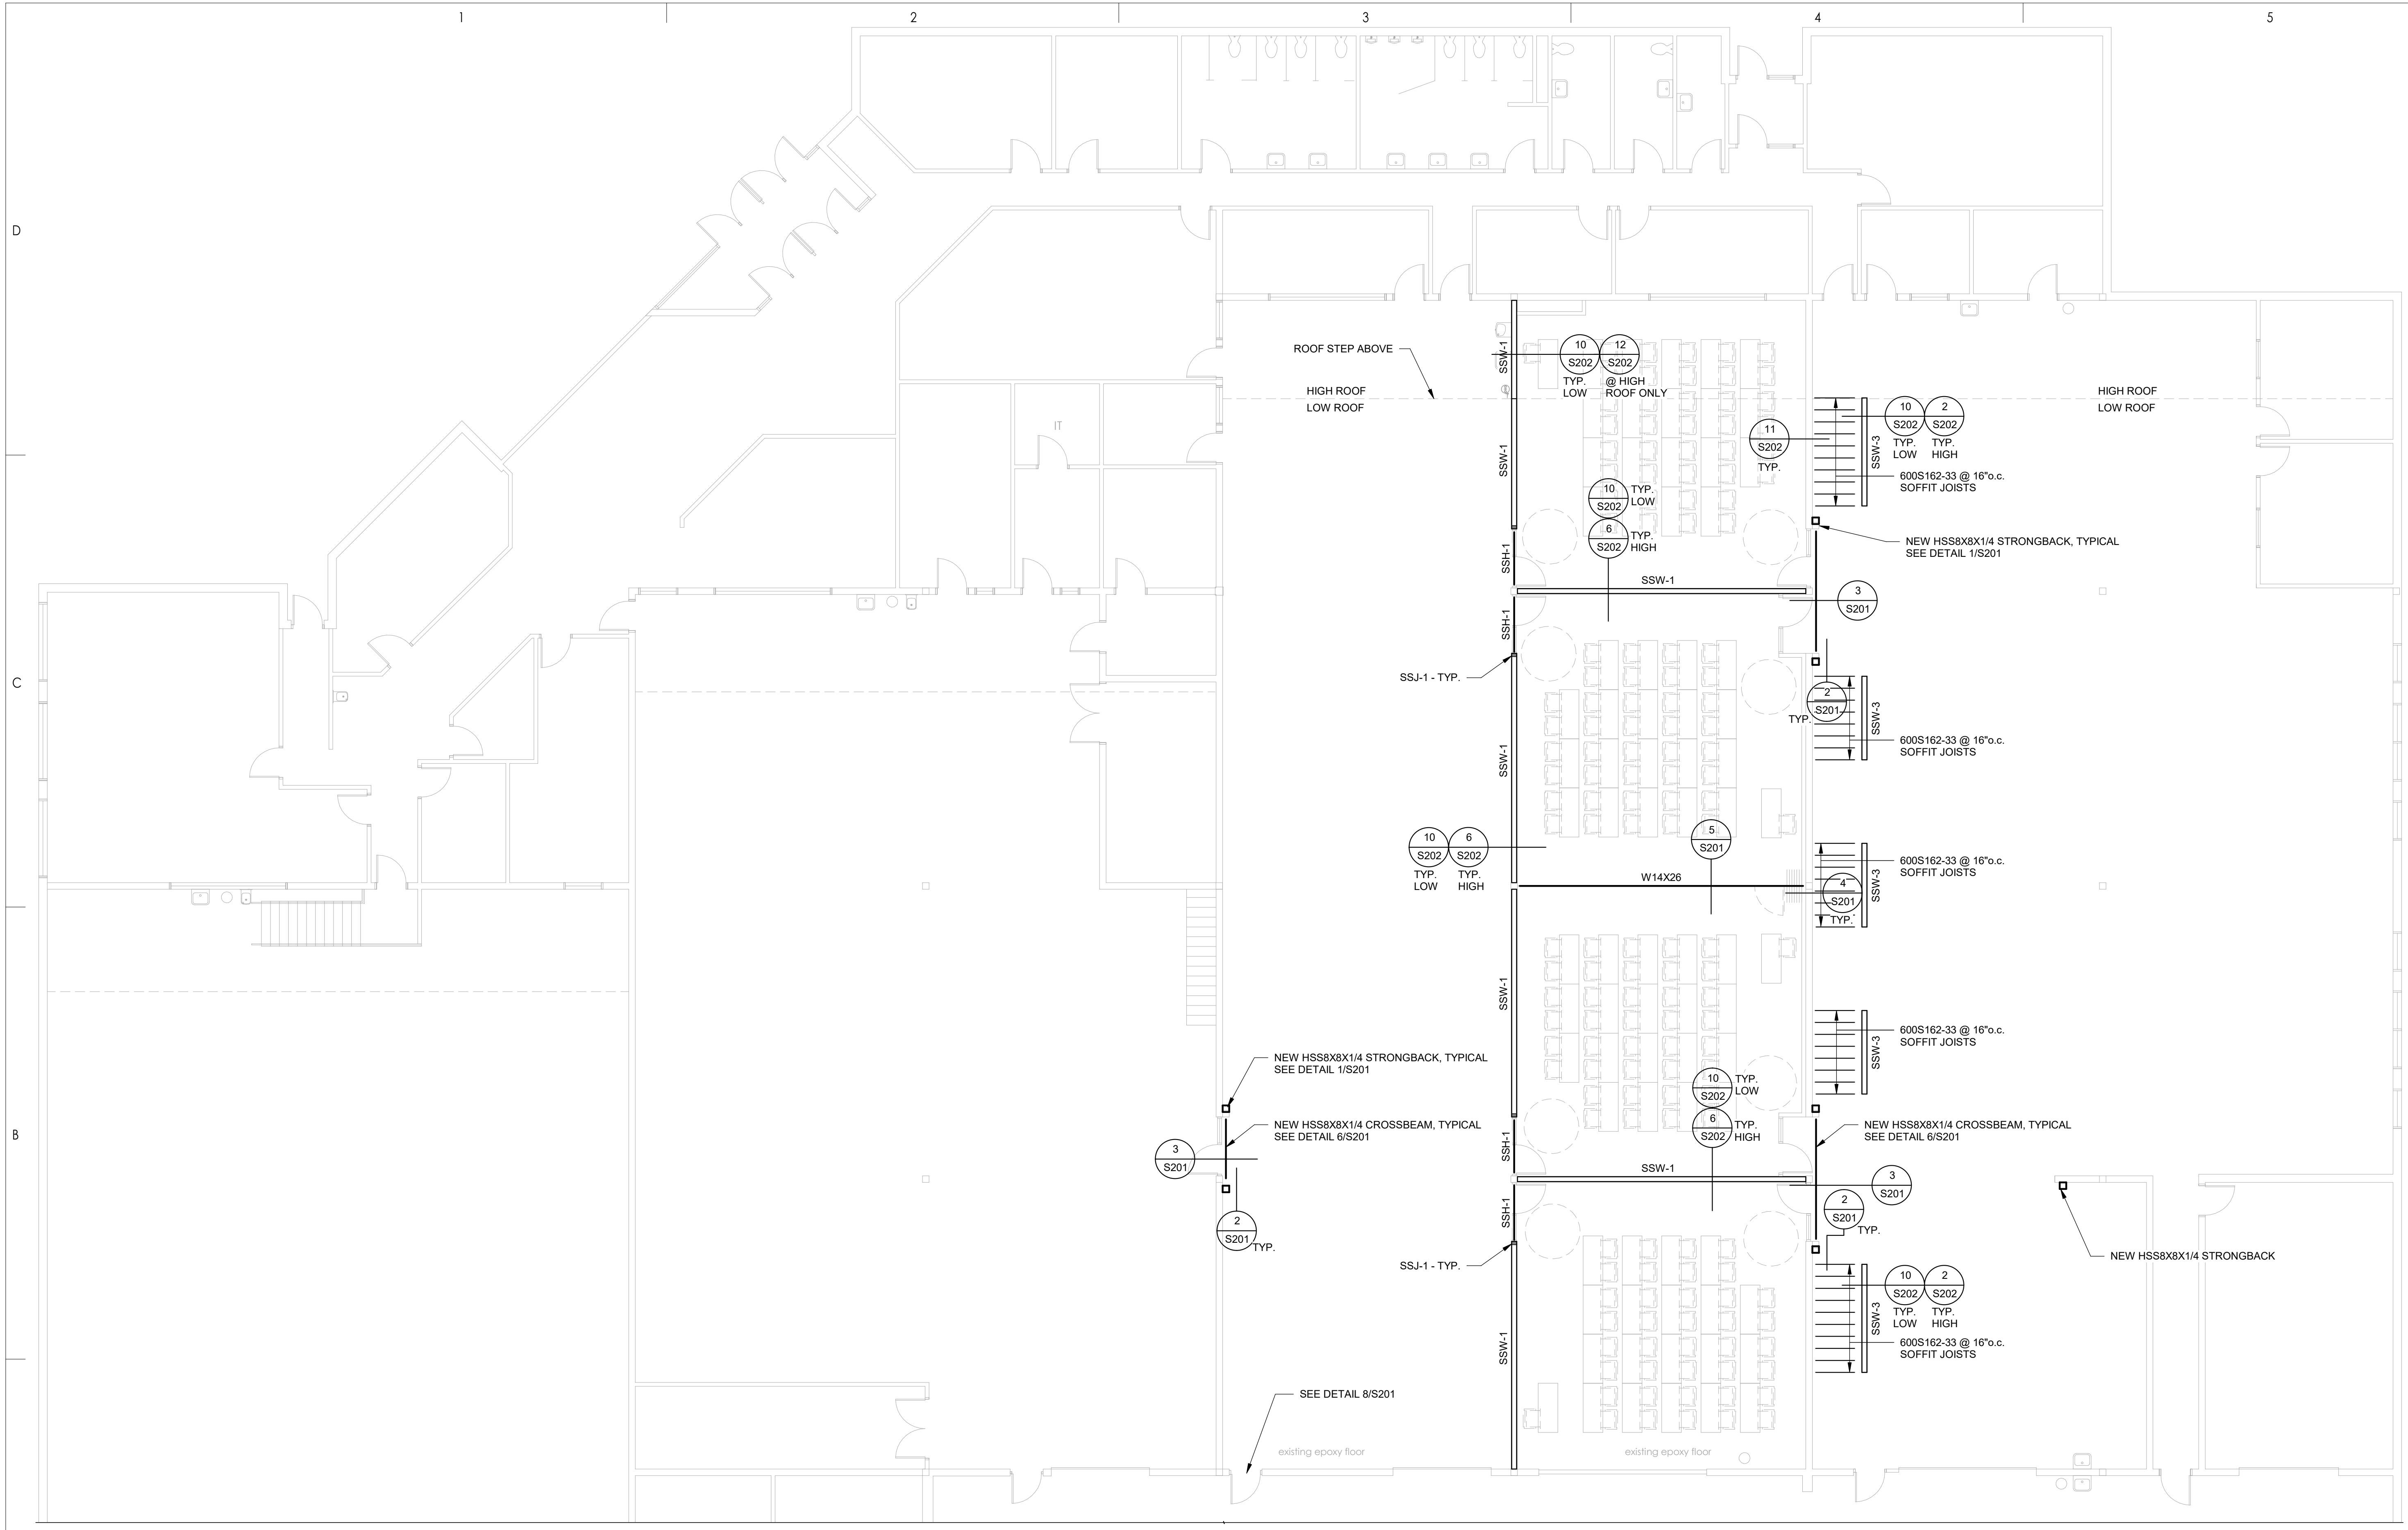 1
2
3
4
5
D
C
B
ROOF STEP ABOVE
HIGH ROOF
LOW ROOF
SSW-1
10
S202
TYP.
LOW
12
S202
@ HIGH
ROOF ONLY
HIGH ROOF
LOW ROOF
10
S202
TYP.
LOW
2
S202
TYP.
HIGH
SSW-3
600S162-33 @ 16"o.c.
SOFFIT JOISTS
11
S202
TYP.
IT
SSW-1
10
S202
TYP.
LOW
6
S202
TYP.
HIGH
NEW HSS8X8X1/4 STRONGBACK, TYPICAL
SEE DETAIL 1/S201
SSH-1
SSW-1
3
S201
SSH-1
SSJ-1 - TYP.
2
S201
TYP.
SSW-3
600S162-33 @ 16"o.c.
SOFFIT JOISTS
SSW-1
10
S202
TYP.
LOW
6
S202
TYP.
HIGH
5
S201
W14X26
600S162-33 @ 16"o.c.
SOFFIT JOISTS
SSW-3
4
S201
TYP.
SSW-1
600S162-33 @ 16"o.c.
SOFFIT JOISTS
SSW-3
NEW HSS8X8X1/4 STRONGBACK, TYPICAL
SEE DETAIL 1/S201
10
S202
TYP.
LOW
6
S202
TYP.
HIGH
NEW HSS8X8X1/4 CROSSBEAM, TYPICAL
SEE DETAIL 6/S201
NEW HSS8X8X1/4 CROSSBEAM, TYPICAL
SEE DETAIL 6/S201
3
S201
SSH-1
SSW-1
3
S201
2
S201
TYP.
SSH-1
2
S201
TYP.
NEW HSS8X8X1/4 STRONGBACK
SSJ-1 - TYP.
10
S202
TYP.
LOW
2
S202
TYP.
HIGH
SSW-3
600S162-33 @ 16"o.c.
SOFFIT JOISTS
SSW-1
SEE DETAIL 8/S201
existing epoxy floor
existing epoxy floor